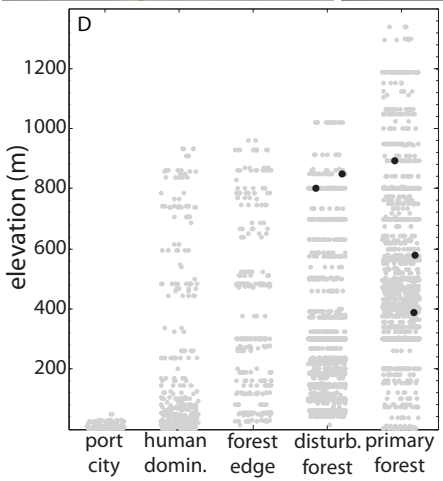 D
elevation (m)
1200
1000
800
600
400
200
port city
human domin.
forest edge
disturb. forest
primary forest